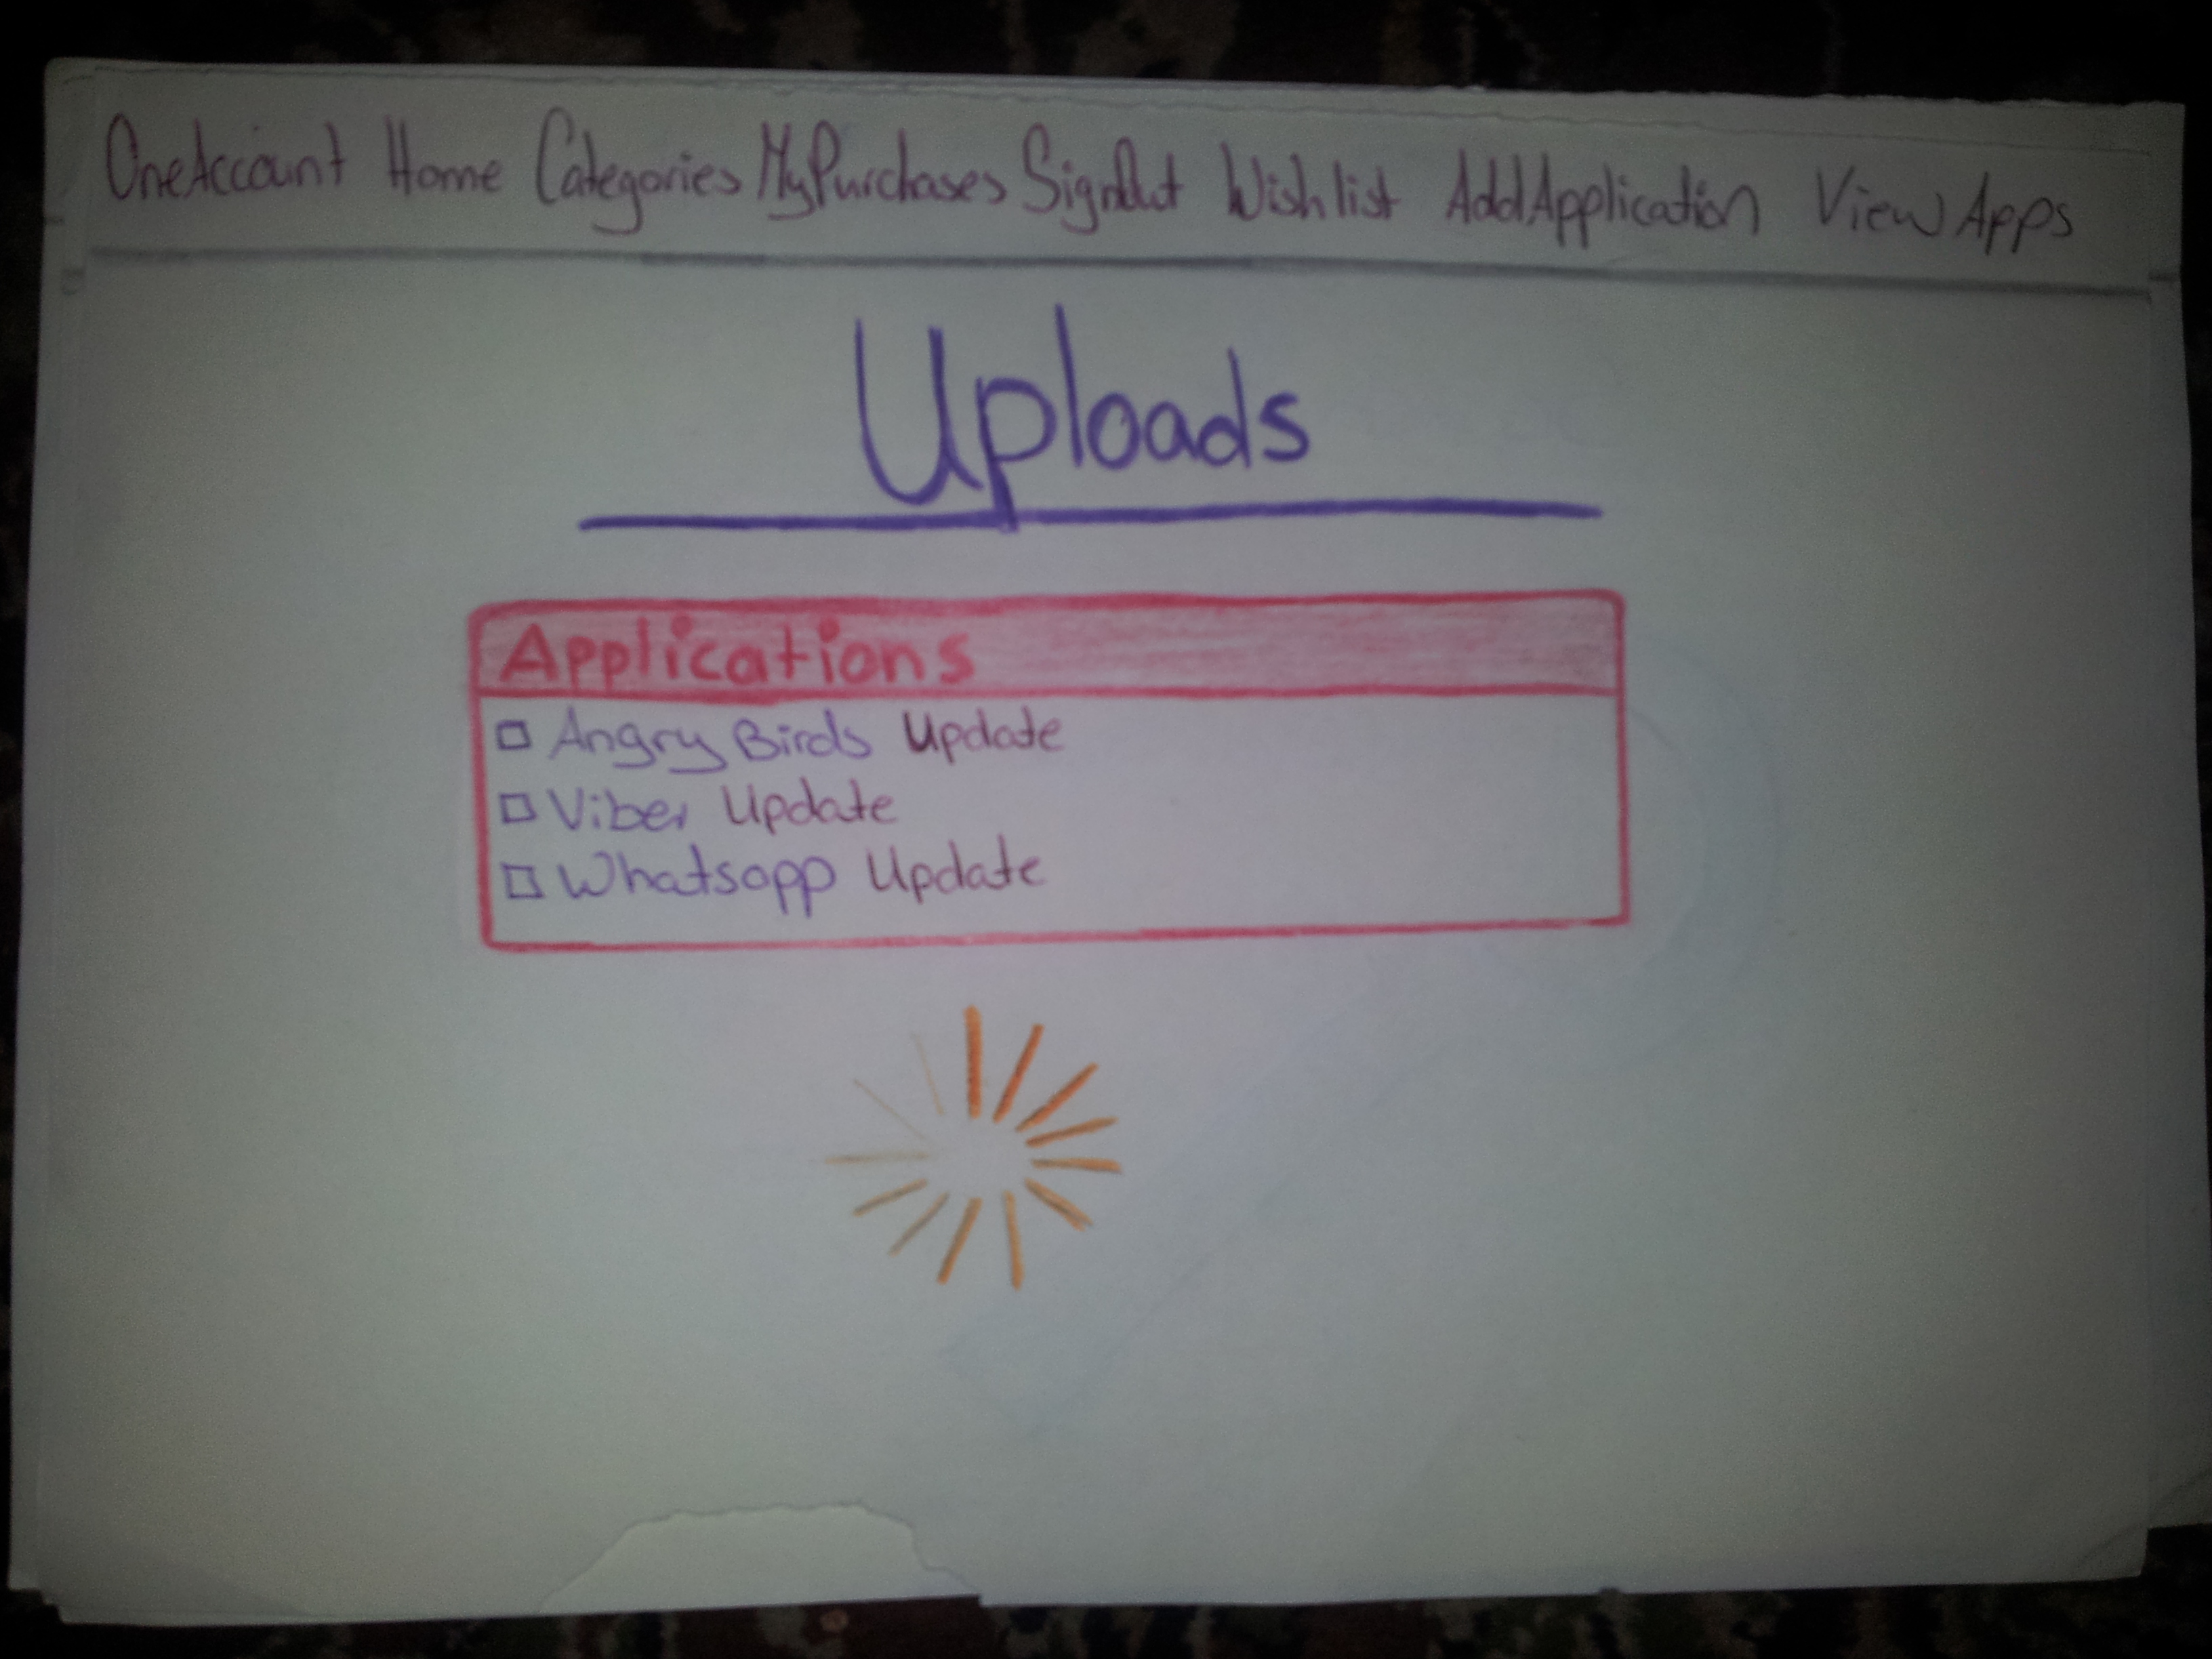 OneAccount Home Categories MyPurchases SignOut Wishlist AddApplication View Apps
Uploads
Applications
Angry Birds Update
Viber Update
Whatsapp Update